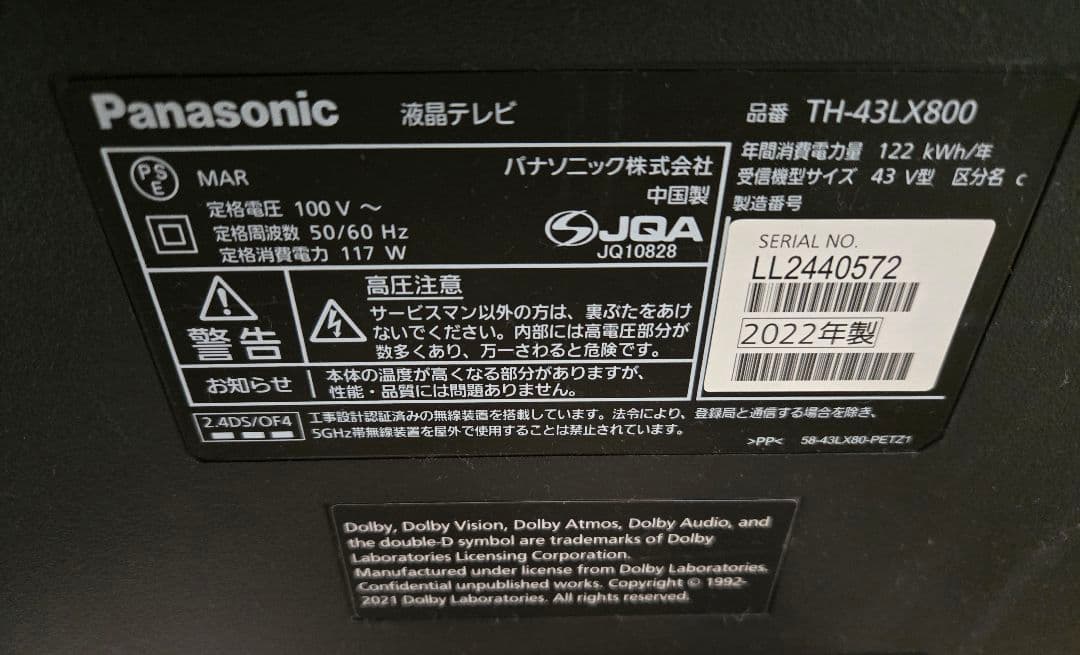 Panasonic 液晶テレビ 品番 TH-43LX800
PSE MAR
定格電圧 100 V ～
定格周波数 50/60 Hz
定格消費電力 117 W
パナソニック株式会社
中国製
JQA
JQ10828
年間消費電力量 122 kWh/年
受信機型サイズ 43 V型 区分名 c
製造番号
SERIAL NO.
LL2440572
2022年製
警告
高圧注意
サービスマン以外の方は、裏ぶたをあけ
ないでください。内部には高電圧部分が
数多くあり、万一さわると危険です。
お知らせ
本体の温度が高くなる部分がありますが、
性能・品質には問題ありません。
2.4DS/OF4
工事設計認証済みの無線装置を搭載しています。法令により、登録局と通信する場合を除き、
5GHz帯無線装置を屋外で使用することは禁止されています。
>PP< 58-43LX80-PETZ1
Dolby, Dolby Vision, Dolby Atmos, Dolby Audio, and
the double-D symbol are trademarks of Dolby
Laboratories Licensing Corporation.
Manufactured under license from Dolby Laboratories.
Confidential unpublished works. Copyright © 1992-
2021 Dolby Laboratories. All rights reserved.